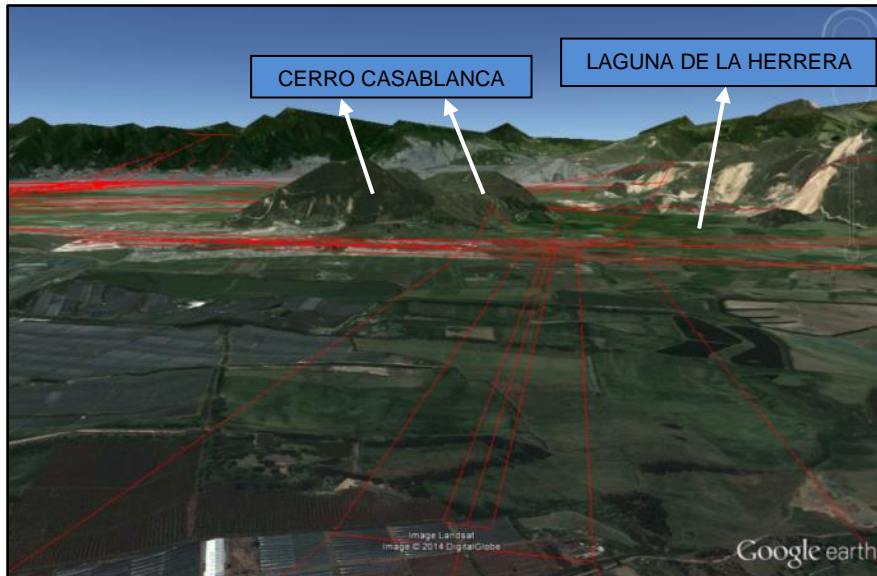 LAGUNA DE LA HERRERA
CERRO CASABLANCA
Image Landsat
Image © 2014 DigitalGlobe
Google earth